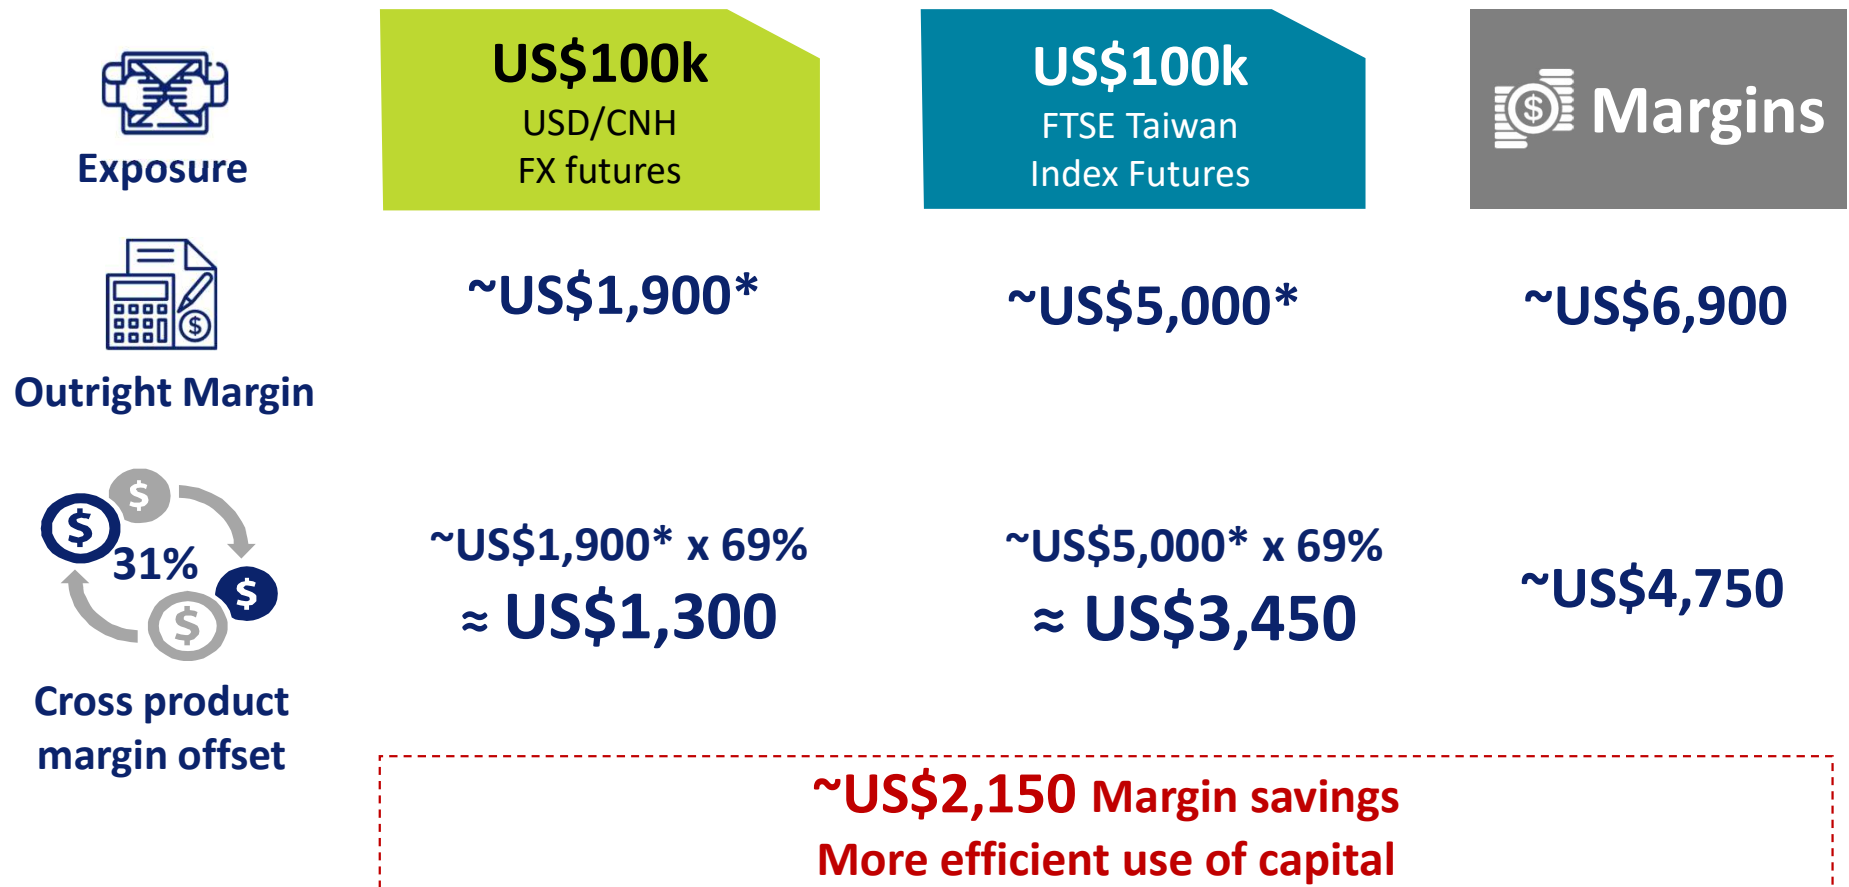 US$100k
USD/CNH
FX futures
US$100k
FTSE Taiwan
Index Futures
$
Margins
Exposure
~US$1,900*
~US$5,000*
~US$6,900
$
Outright Margin
$
$
31%
$
$
~US$1,900* x 69%
≈ US$1,300
~US$5,000* x 69%
≈ US$3,450
~US$4,750
Cross product
margin offset
~US$2,150 Margin savings
More efficient use of capital